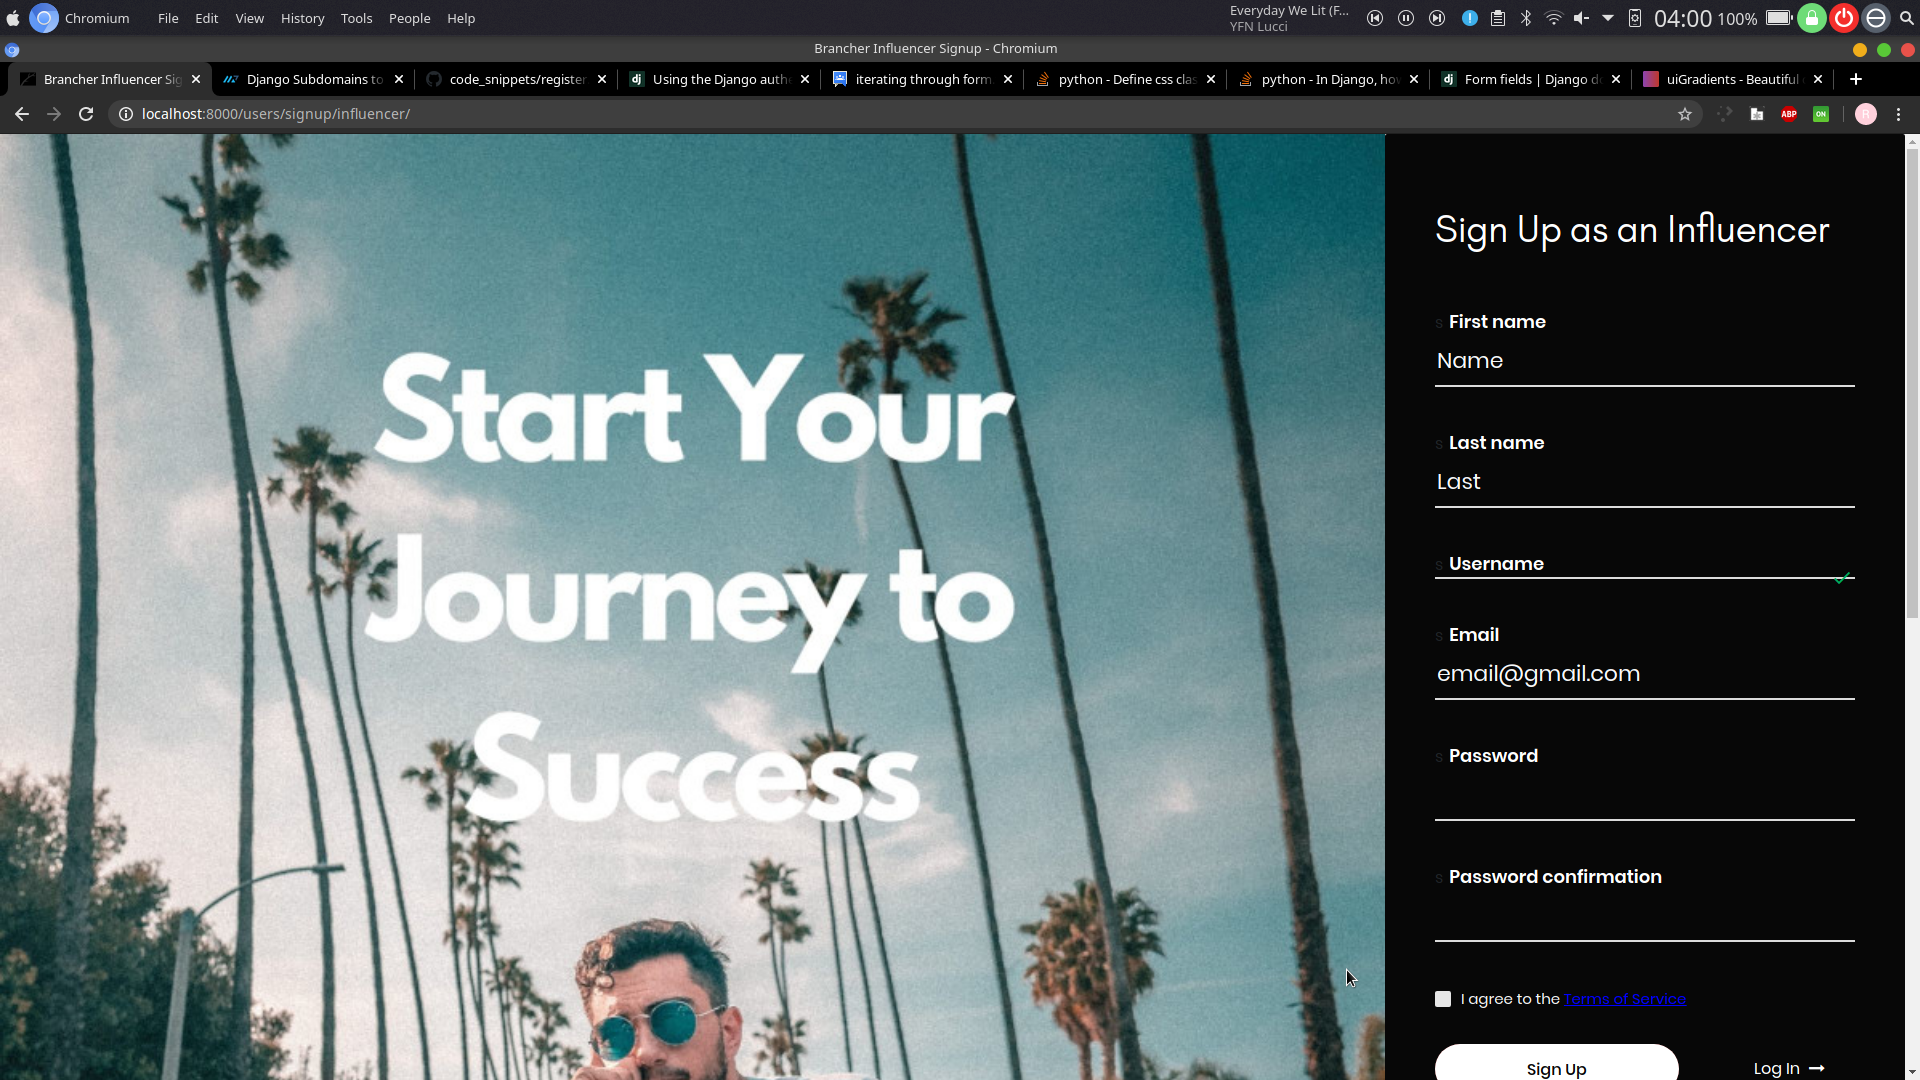 Chromium File Edit View History Tools People Help Everyday We Lit (F... 04:00 100%
YFN Lucci
Brancher Influencer Signup - Chromium
Brancher Influencer Sig Django Subdomains to code_snippets/register Using the Django auth iterating through form python - Define css clas python - In Django, ho Form fields | Django d uiGradients - Beautiful
localhost:8000/users/signup/influencer/ ABP ON R
Start Your
Journey to
Success
Sign Up as an Influencer
s First name
Name
s Last name
Last
s Username
s Email
email@gmail.com
s Password
s Password confirmation
I agree to the Terms of Service
Sign Up Log In